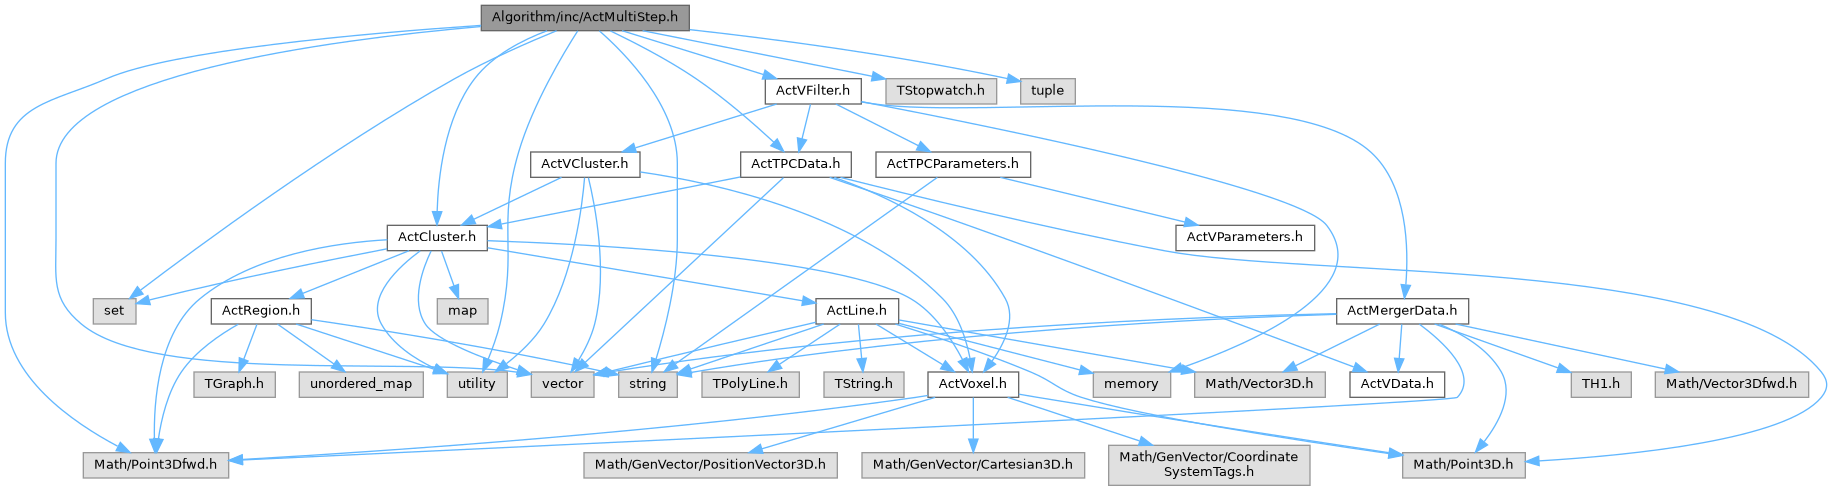 Algorithm/inc/ActMultiStep.h
ActVFilter.h
TStopwatch.h
tuple
ActVCluster.h
ActTPCData.h
ActTPCParameters.h
ActCluster.h
ActVParameters.h
set
ActRegion.h
map
ActLine.h
ActMergerData.h
TGraph.h
unordered_map
utility
vector
string
TPolyLine.h
TString.h
ActVoxel.h
memory
Math/Vector3D.h
ActVData.h
TH1.h
Math/Vector3Dfwd.h
Math/Point3Dfwd.h
Math/GenVector/PositionVector3D.h
Math/GenVector/Cartesian3D.h
Math/GenVector/Coordinate
SystemTags.h
Math/Point3D.h